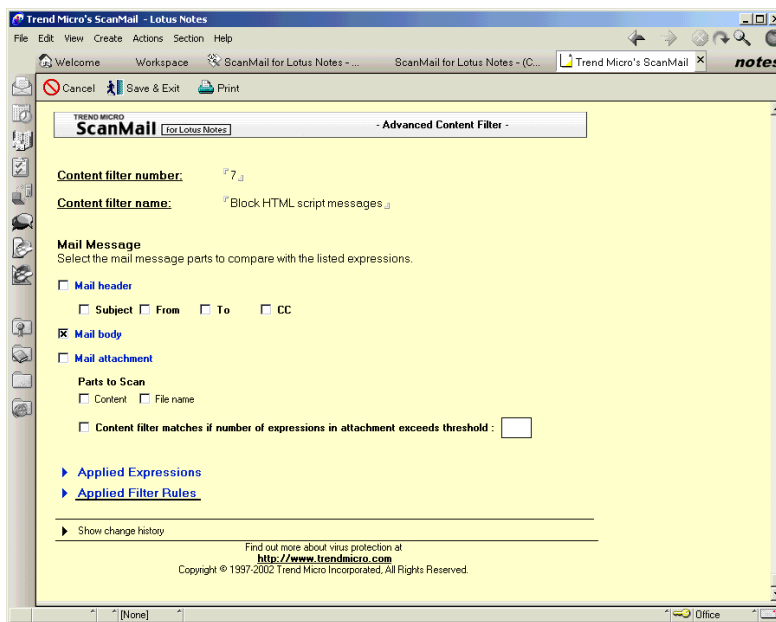 Trend Micro's ScanMail - Lotus Notes
File Edit View Create Actions Section Help
Welcome Workspace ScanMail for Lotus Notes - ... ScanMail for Lotus Notes - (C... Trend Micro's ScanMail notes
Cancel Save & Exit Print
TREND MICRO
ScanMail for Lotus Notes - Advanced Content Filter -
Content filter number: 7
Content filter name: Block HTML script messages
Mail Message
Select the mail message parts to compare with the listed expressions.
Mail header
Subject From To CC
Mail body
Mail attachment
Parts to Scan
Content File name
Content filter matches if number of expressions in attachment exceeds threshold :
Applied Expressions
Applied Filter Rules
Show change history
Find out more about virus protection at
http://www.trendmicro.com
Copyright © 1997-2002 Trend Micro Incorporated, All Rights Reserved.
[None] Office